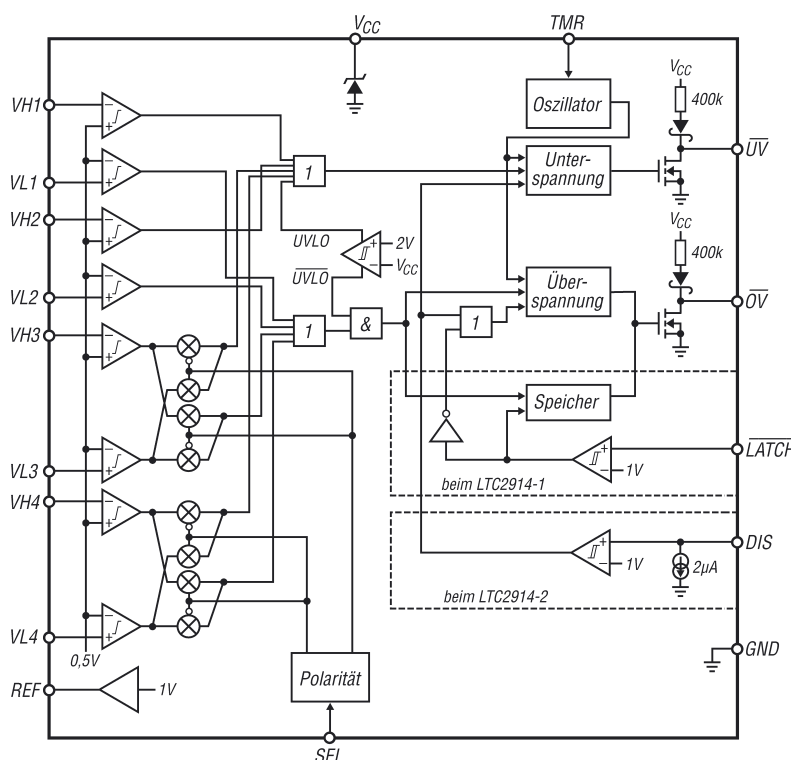 VCC
TMR
VH1
VL1
VH2
VL2
VH3
VL3
VH4
VL4
REF
0,5V
1V
1
1
UVLO
UVLO
2V
VCC
&
1
Oszillator
Unter-
spannung
Über-
spannung
Speicher
VCC
400k
UV
VCC
400k
OV
LATCH
1V
beim LTC2914-1
DIS
1V
2µA
beim LTC2914-2
GND
Polarität
SEL